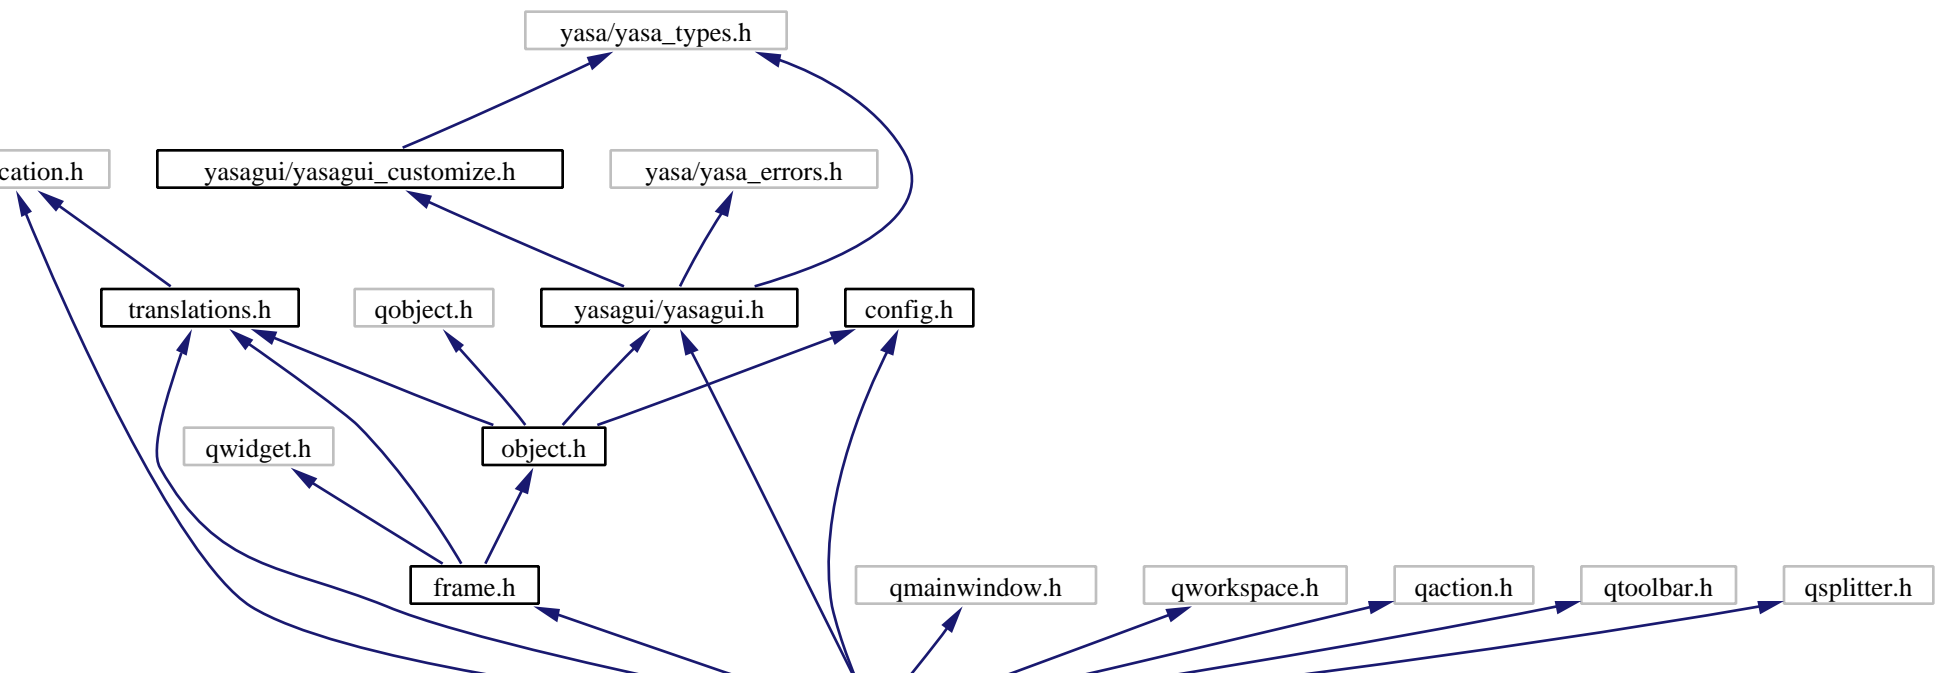 yasa/yasa_types.h
cation.h
yasagui/yasagui_customize.h
yasa/yasa_errors.h
translations.h
qobject.h
yasagui/yasagui.h
config.h
qwidget.h
object.h
frame.h
qmainwindow.h
qworkspace.h
qaction.h
qtoolbar.h
qsplitter.h